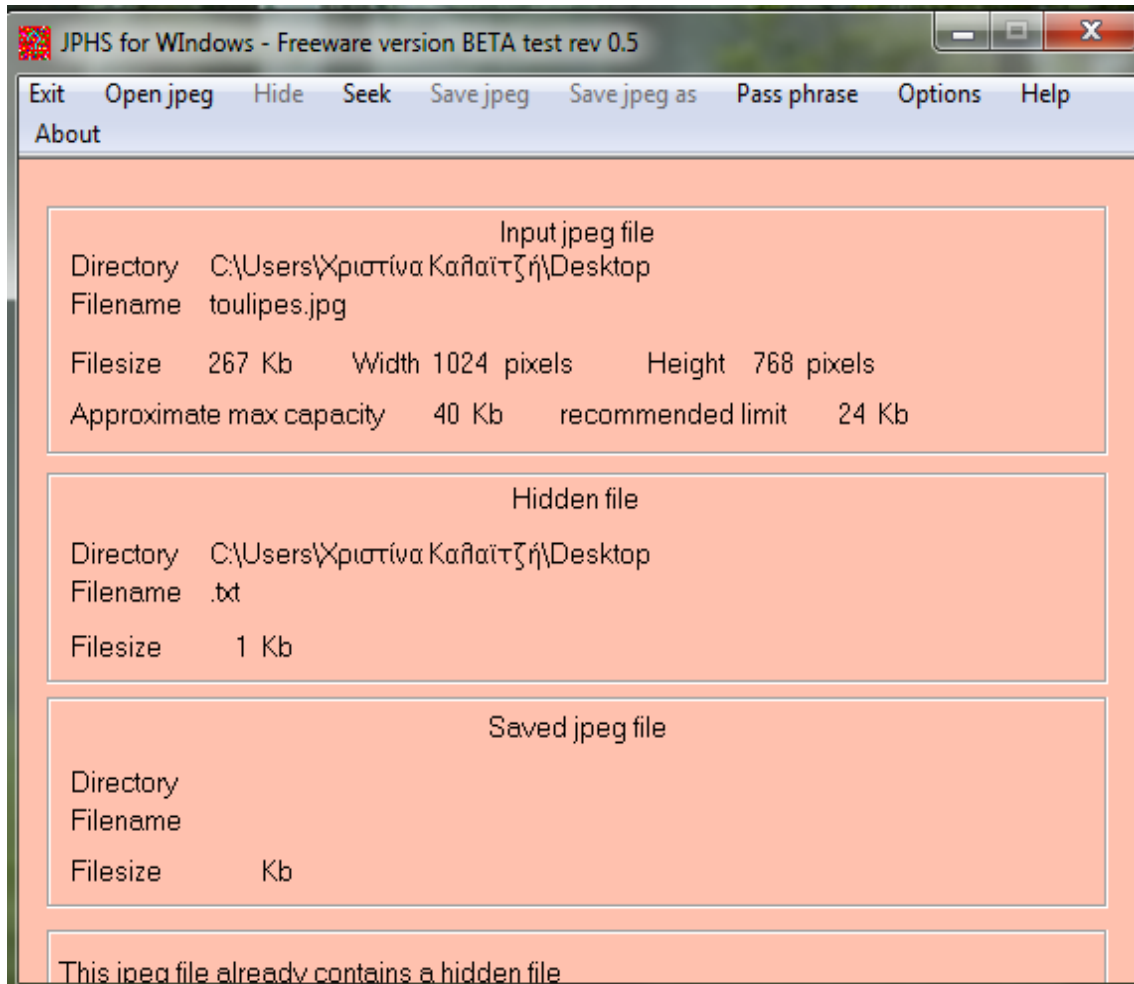 JPHS for WIndows - Freeware version BETA test rev 0.5
Exit Open jpeg Hide Seek Save jpeg Save jpeg as Pass phrase Options Help
About
Input jpeg file
Directory C:\Users\Χριστίνα Καλαϊτζή\Desktop
Filename toulipes.jpg
Filesize 267 Kb Width 1024 pixels Height 768 pixels
Approximate max capacity 40 Kb recommended limit 24 Kb
Hidden file
Directory C:\Users\Χριστίνα Καλαϊτζή\Desktop
Filename .txt
Filesize 1 Kb
Saved jpeg file
Directory
Filename
Filesize Kb
This jpeg file already contains a hidden file